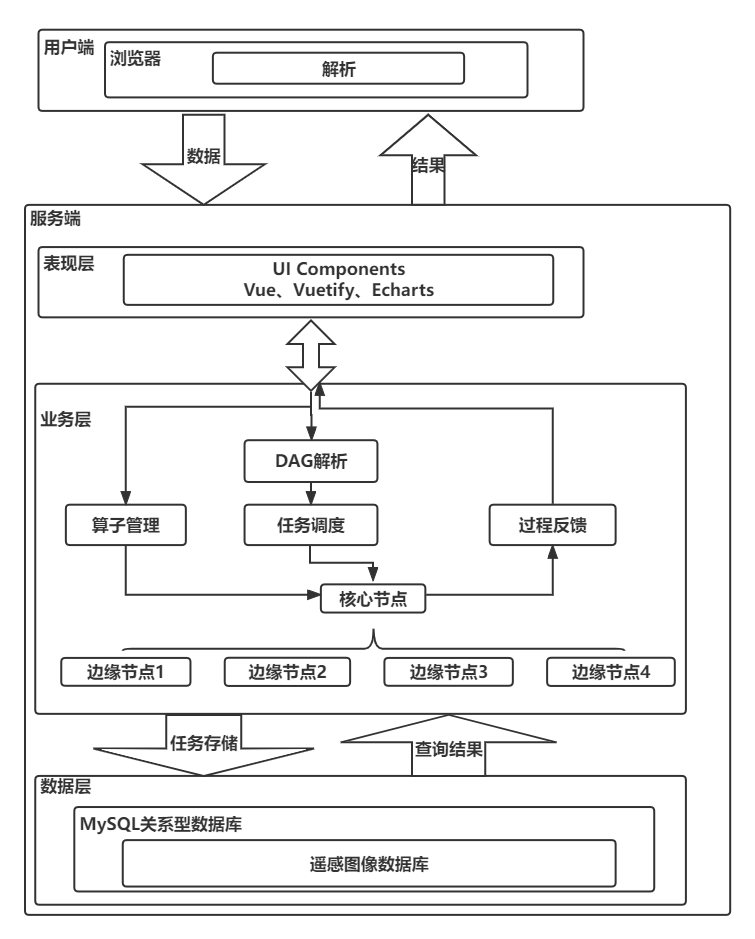 用户端
浏览器
解析
数据
结果
服务端
表现层
UI Components
Vue、Vuetify、Echarts
业务层
DAG解析
算子管理
任务调度
过程反馈
核心节点
边缘节点1
边缘节点2
边缘节点3
边缘节点4
任务存储
查询结果
数据层
MySQL关系型数据库
遥感图像数据库